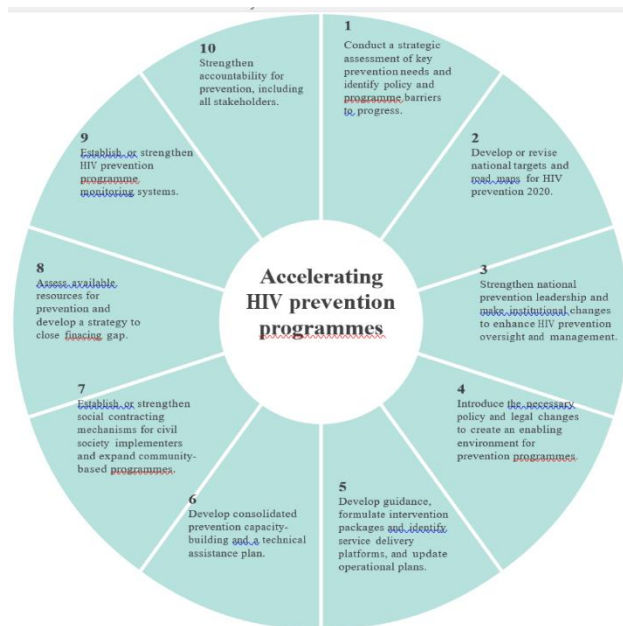 Accelerating
HIV prevention
programmes
1
Conduct a strategic
assessment of key
prevention needs and
identify policy and
programme barriers
to progress.
2
Develop or revise
national targets and
road maps for HIV
prevention 2020.
3
Strengthen national
prevention leadership and
make institutional changes
to enhance HIV prevention
oversight and management.
4
Introduce the necessary
policy and legal changes
to create an enabling
environment for
prevention programmes.
5
Develop guidance,
formulate intervention
packages and identify
service delivery
platforms, and update
operational plans.
6
Develop consolidated
prevention capacity-
building and a technical
assistance plan.
7
Establish or strengthen
social contracting
mechanisms for civil
society implementers
and expand community-
based programmes.
8
Assess available
resources for
prevention and
develop a strategy to
close finacing gap.
9
Establish or strengthen
HIV prevention
programme
monitoring systems.
10
Strengthen
accountability for
prevention, including
all stakeholders.